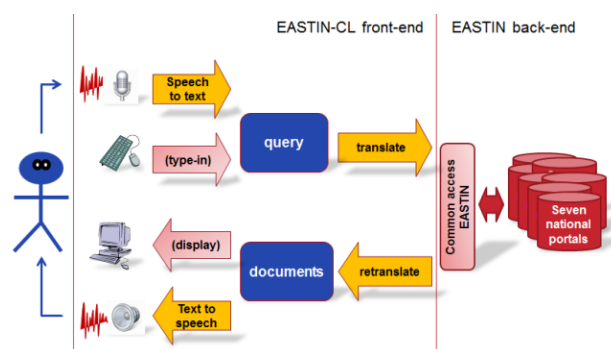 EASTIN-CL front-end
EASTIN back-end
Speech
to text
(type-in)
query
translate
Common access
EASTIN
Seven
national
portals
(display)
documents
retranslate
Text to
speech